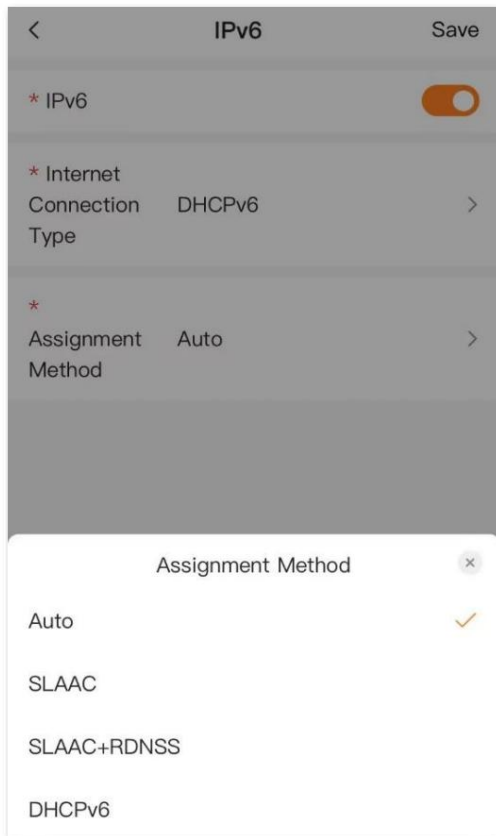 IPv6 Save
* IPv6
* Internet
Connection DHCPv6
Type
*
Assignment Auto
Method
Assignment Method
Auto
SLAAC
SLAAC+RDNSS
DHCPv6